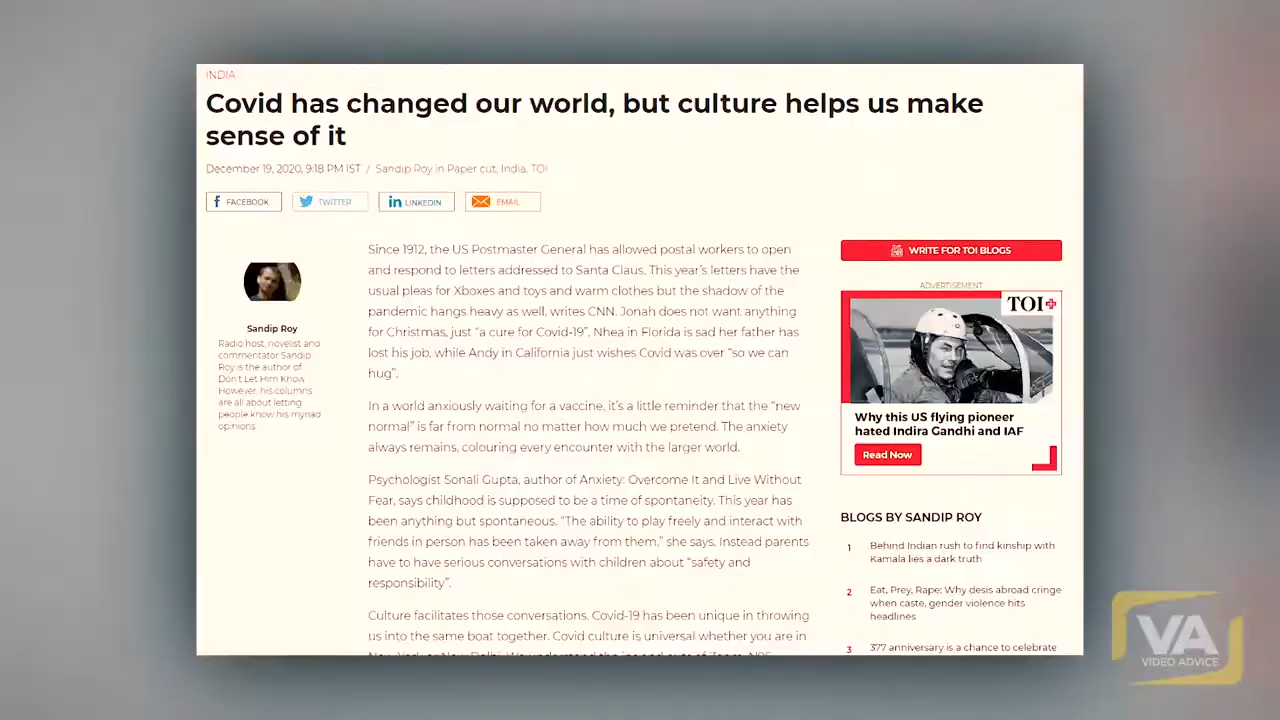 INDIA
Covid has changed our world, but culture helps us make
sense of it
December 19, 2020, 9:18 PM IST / Sandip Roy in Paper cut, India, TOI
FACEBOOK
TWITTER
LINKEDIN
EMAIL
Sandip Roy
Radio host, novelist and
commentator Sandip
Roy is the author of
Don't Let Him Know
However, his columns
are all about letting
people know his myriad
opinions
Since 1912, the US Postmaster General has allowed postal workers to open
and respond to letters addressed to Santa Claus. This year's letters have the
usual pleas for Xboxes and toys and warm clothes but the shadow of the
pandemic hangs heavy as well, writes CNN. Jonah does not want anything
for Christmas, just "a cure for Covid-19". Nhea in Florida is sad her father has
lost his job, while Andy in California just wishes Covid was over "so we can
hug".
In a world anxiously waiting for a vaccine, it's a little reminder that the "new
normal" is far from normal no matter how much we pretend. The anxiety
always remains, colouring every encounter with the larger world.
Psychologist Sonali Gupta, author of Anxiety: Overcome It and Live Without
Fear, says childhood is supposed to be a time of spontaneity. This year has
been anything but spontaneous. "The ability to play freely and interact with
friends in person has been taken away from them," she says. Instead parents
have to have serious conversations with children about "safety and
responsibility".
Culture facilitates those conversations. Covid-19 has been unique in throwing
us into the same boat together. Covid culture is universal whether you are in
WRITE FOR TOI BLOGS
ADVERTISEMENT
TOI+
Why this US flying pioneer
hated Indira Gandhi and IAF
Read Now
BLOGS BY SANDIP ROY
1 Behind Indian rush to find kinship with
Kamala lies a dark truth
2 Eat, Prey, Rape: Why desis abroad cringe
when caste, gender violence hits
headlines
3 377 anniversary is a chance to celebrate
VA
VIDEO ADVICE